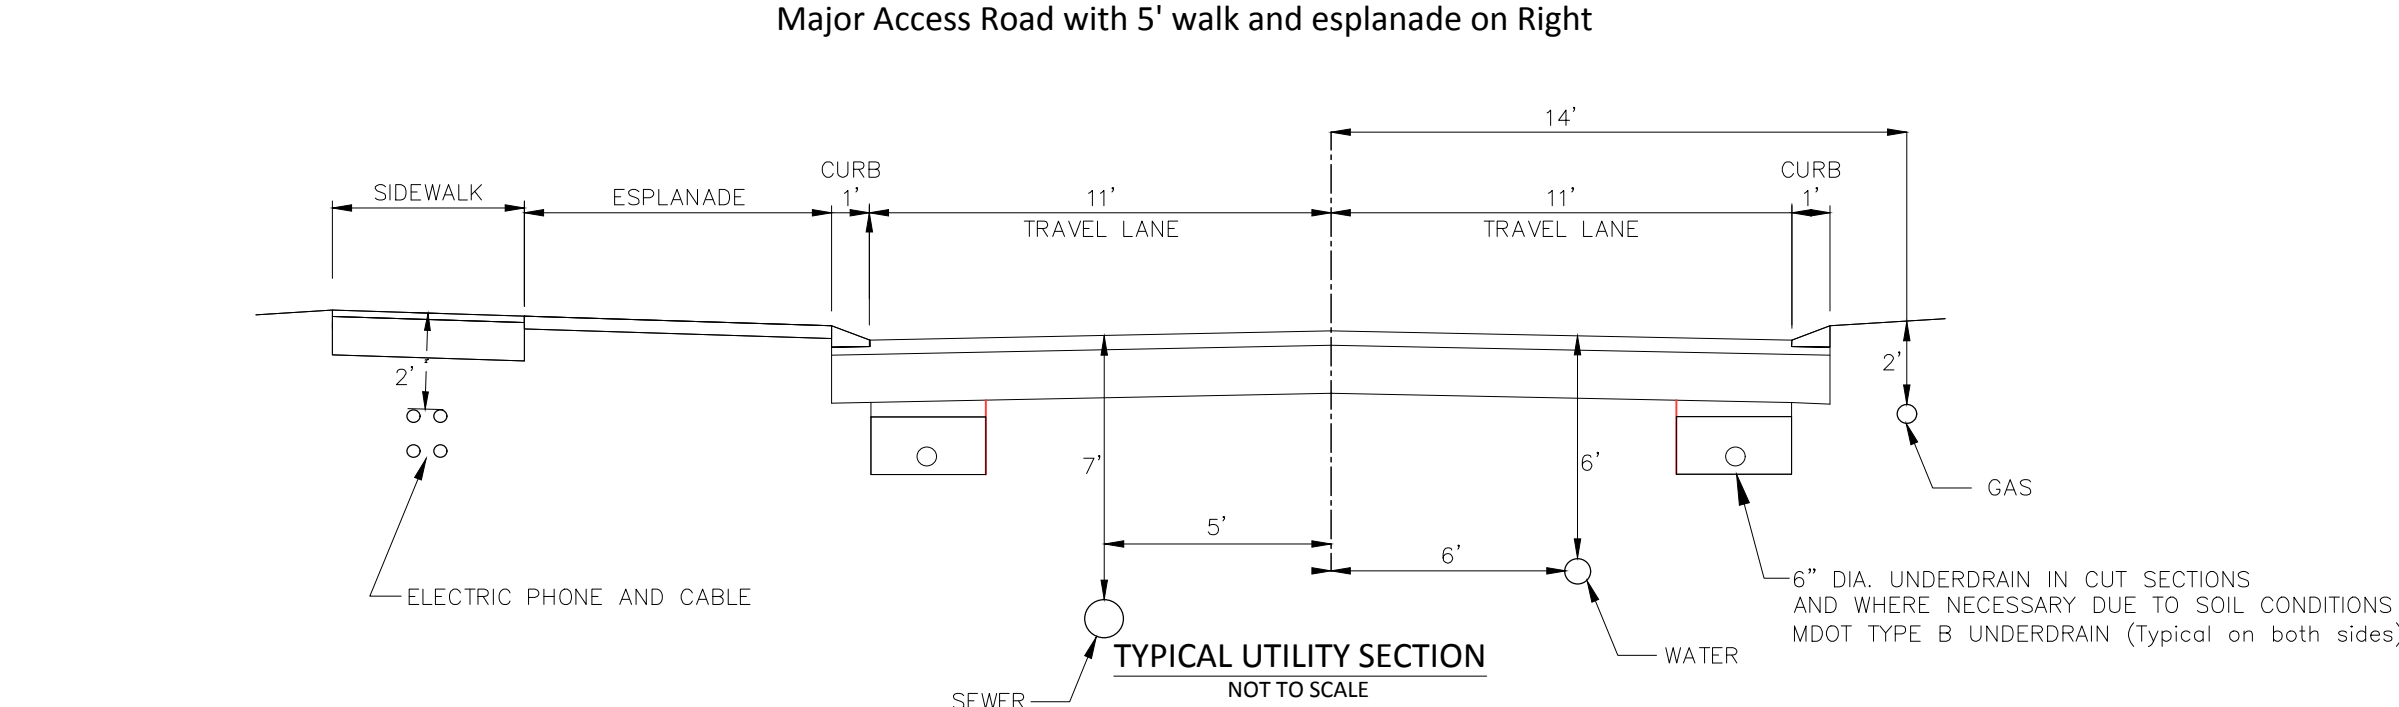 Major Access Road with 5' walk and esplanade on Right
14'
CURB
CURB
SIDEWALK
ESPLANADE
1'
11'
11'
1'
TRAVEL LANE
TRAVEL LANE
2'
2'
7'
6'
GAS
5'
6'
6" DIA. UNDERDRAIN IN CUT SECTIONS
AND WHERE NECESSARY DUE TO SOIL CONDITIONS
MDOT TYPE B UNDERDRAIN (Typical on both sides)
ELECTRIC PHONE AND CABLE
TYPICAL UTILITY SECTION
WATER
NOT TO SCALE
SEWER